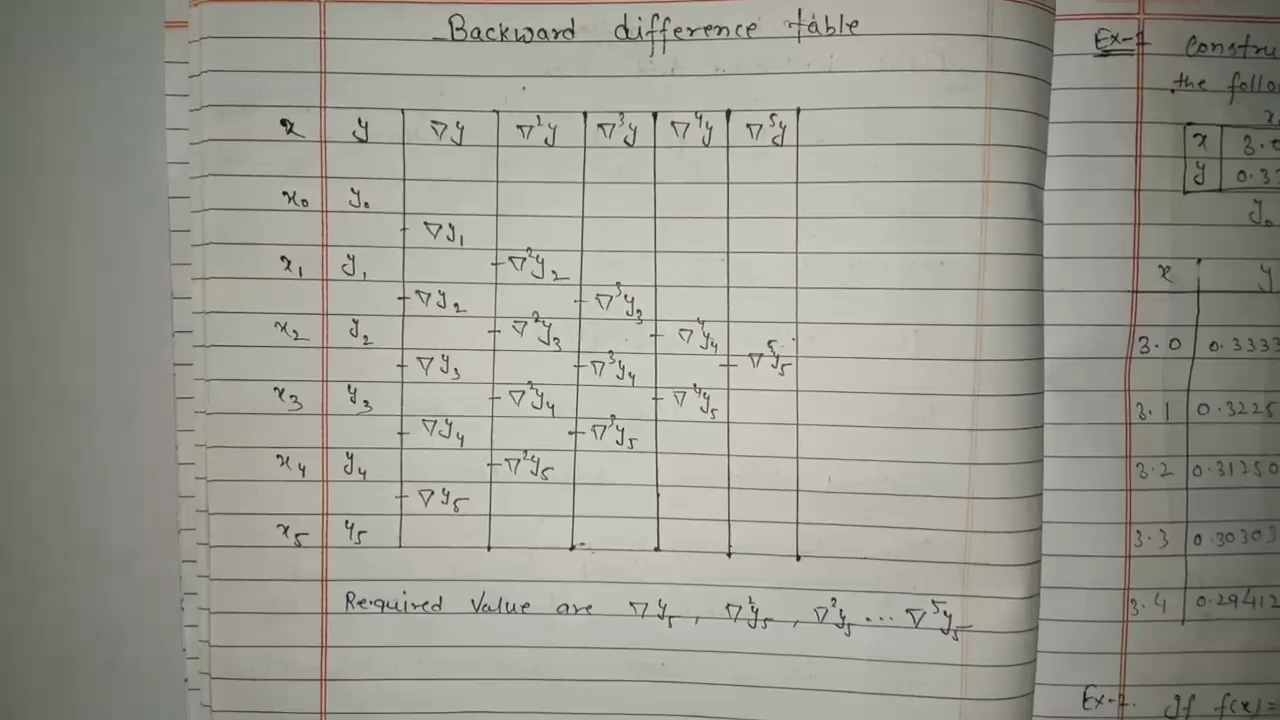 Backward difference table
x y ∇y ∇²y ∇³y ∇⁴y ∇⁵y
x₀ y₀
∇y₁
x₁ y₁ ∇²y₂
∇y₂ ∇³y₃
x₂ y₂ ∇²y₃ ∇⁴y₄
∇y₃ ∇³y₄ ∇⁵y₅
x₃ y₃ ∇²y₄ ∇⁴y₅
∇y₄ ∇³y₅
x₄ y₄ ∇²y₅
∇y₅
x₅ y₅
Required Value are ∇y₅, ∇²y₅, ∇²y₅ ... ∇⁵y₅
Ex-1 Constru
the follo
x
x 3.0
y 0.33
y₀
x y
3.0 0.3333
3.1 0.3225
3.2 0.31250
3.3 0.30303
3.4 0.29412
If f(x)=